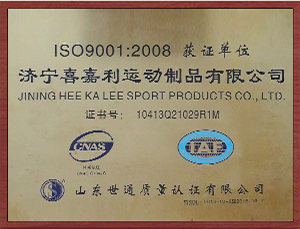 ISO9001:2008 获证单位
济宁喜嘉利运动制品有限公司
JINING HEE KA LEE SPORT PRODUCTS CO., LTD.
证书号: 10413Q21029R1M
CNAS
IAF
山东世通质量认证有限公司